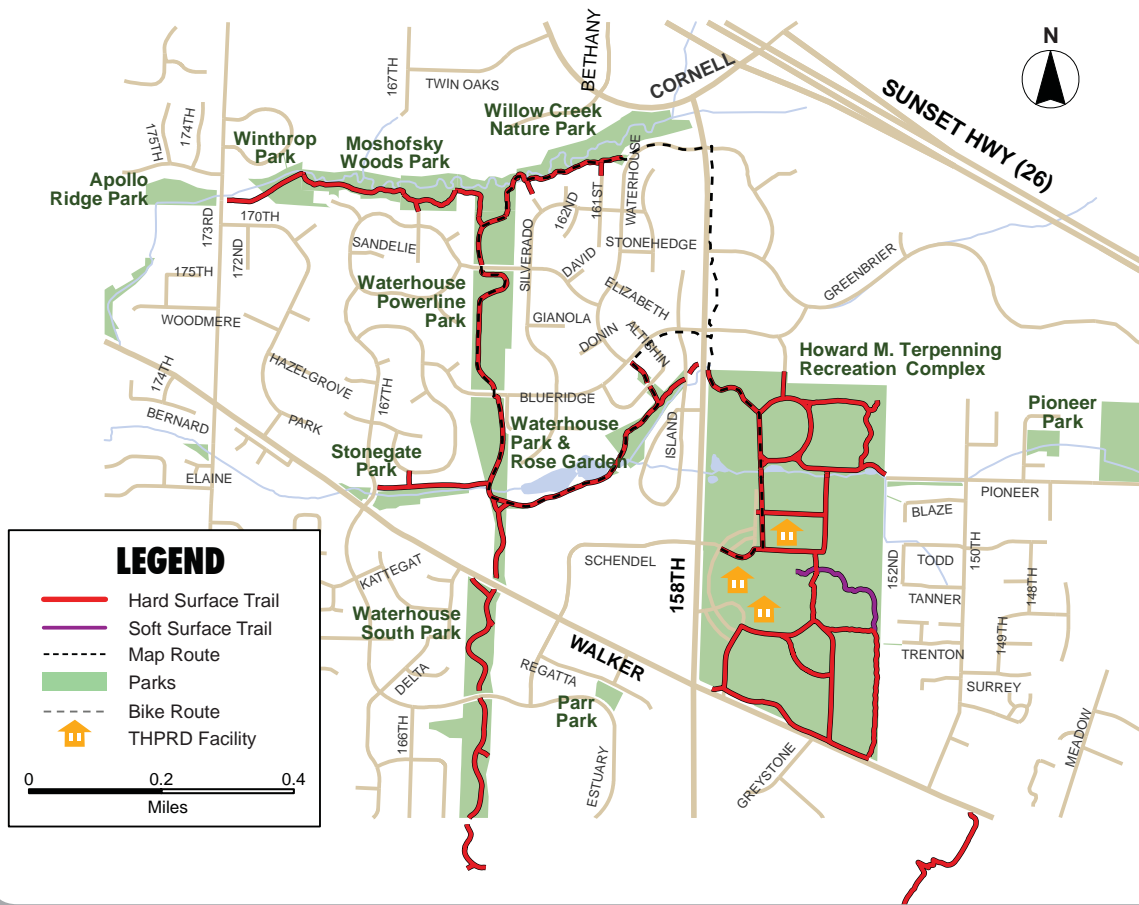 BETHANY
N
CORNELL
167TH
TWIN OAKS
SUNSET HWY (26)
Willow Creek
Nature Park
175TH
174TH
Winthrop
Park
Moshofsky
Woods Park
WATERHOUSE
Apollo
Ridge Park
162ND
161ST
173RD
170TH
172ND
SANDELIE
SILVERADO
STONEHEDGE
DAVID
GREENBRIER
175TH
Waterhouse
Powerline
Park
ELIZABETH
WOODMERE
GIANOLA
DONIN
ALTICHIN
Howard M. Terpenning
Recreation Complex
174TH
HAZELGROVE
167TH
BLUERIDGE
BERNARD
PARK
Waterhouse
Park &
Rose Garden
ISLAND
Pioneer
Park
Stonegate
Park
ELAINE
PIONEER
BLAZE
LEGEND
Hard Surface Trail
Soft Surface Trail
Map Route
Parks
Bike Route
THPRD Facility
0
0.2
0.4
Miles
SCHENDEL
158TH
152ND
TODD
150TH
KATTEGAT
TANNER
148TH
Waterhouse
South Park
WALKER
TRENTON
149TH
DELTA
REGATTA
SURREY
Parr
Park
166TH
ESTUARY
GREYSTONE
MEADOW